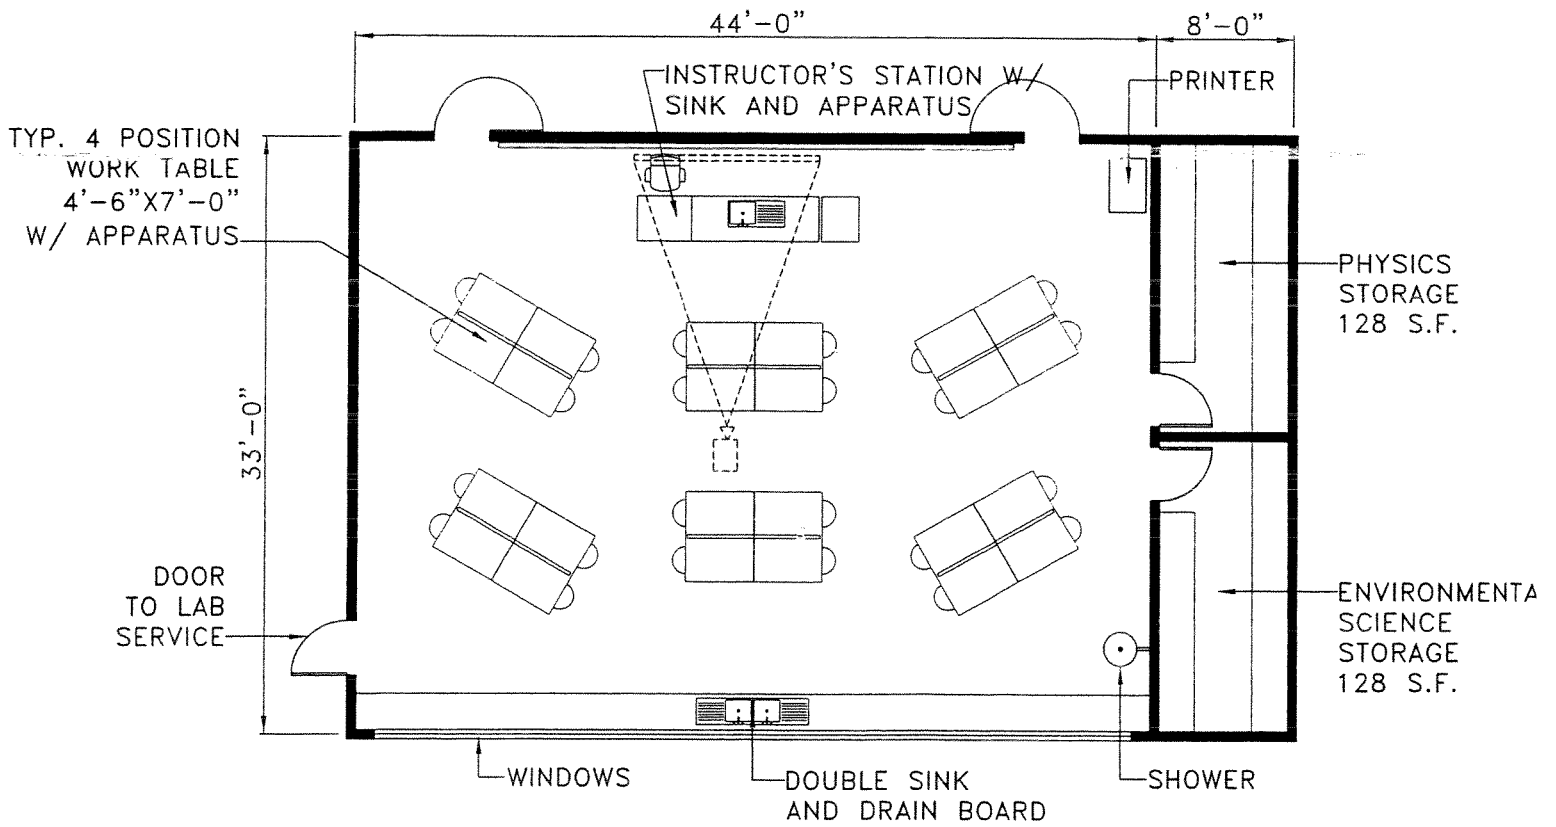 44'-0"
8'-0"
INSTRUCTOR'S STATION W/
SINK AND APPARATUS
PRINTER
TYP. 4 POSITION
WORK TABLE
4'-6"X7'-0"
W/ APPARATUS
PHYSICS
STORAGE
128 S.F.
33'-0"
DOOR
TO LAB
SERVICE
ENVIRONMENTA
SCIENCE
STORAGE
128 S.F.
WINDOWS
DOUBLE SINK
AND DRAIN BOARD
SHOWER